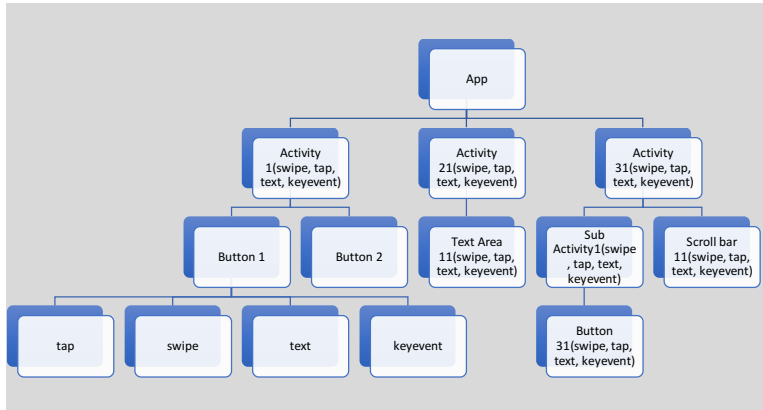 App
Activity
1(swipe, tap,
text, keyevent)
Activity
21(swipe, tap,
text, keyevent)
Activity
31(swipe, tap,
text, keyevent)
Button 1
Button 2
Text Area
11(swipe, tap,
text, keyevent)
Sub
Activity1(swipe
, tap, text,
keyevent)
Scroll bar
11(swipe, tap,
text, keyevent)
tap
swipe
text
keyevent
Button
31(swipe, tap,
text, keyevent)